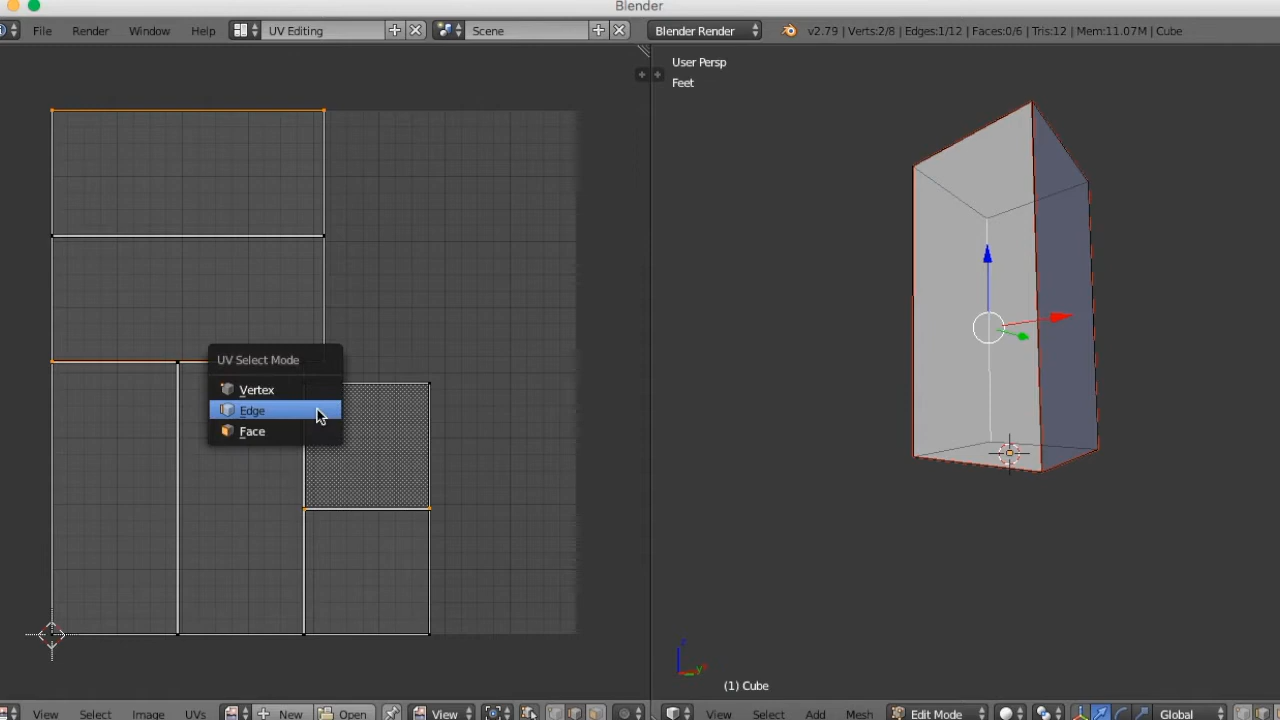 Blender
File Render Window Help UV Editing Scene Blender Render v2.79 | Verts:2/8 | Edges:1/12 | Faces:0/6 | Tris:12 | Mem:11.07M | Cube
User Persp
Feet
UV Select Mode
Vertex
Edge
Face
z
y
(1) Cube
View Select Image UVs New Open View View Select Add Mesh Edit Mode Global